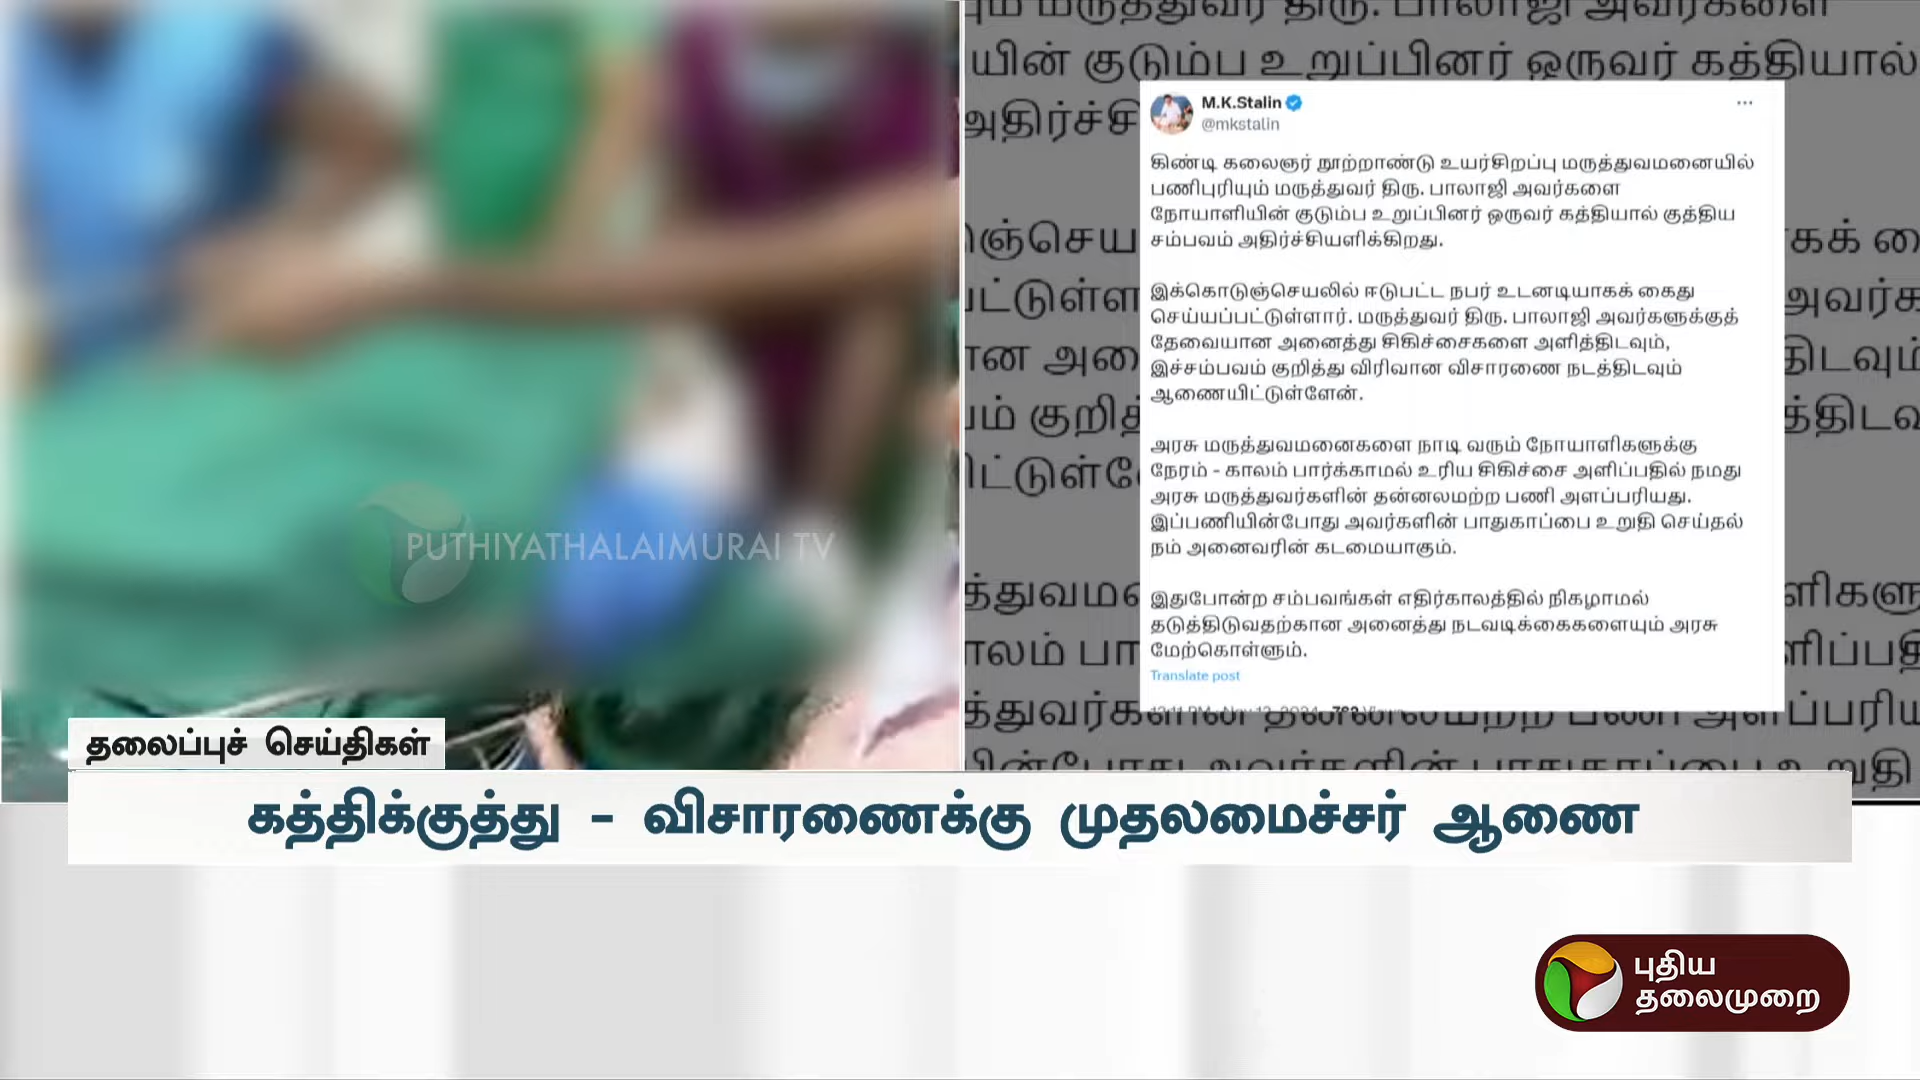 M.K.Stalin
@mkstalin
கிண்டி கலைஞர் நூற்றாண்டு உயர்சிறப்பு மருத்துவமனையில்
பணிபுரியும் மருத்துவர் திரு. பாலாஜி அவர்களை
நோயாளியின் குடும்ப உறுப்பினர் ஒருவர் கத்தியால் குத்திய
சம்பவம் அதிர்ச்சியளிக்கிறது.
இக்கொடுஞ்செயலில் ஈடுபட்ட நபர் உடனடியாகக் கைது
செய்யப்பட்டுள்ளார். மருத்துவர் திரு. பாலாஜி அவர்களுக்குத்
தேவையான அனைத்து சிகிச்சைகளை அளித்திடவும்,
இச்சம்பவம் குறித்து விரிவான விசாரணை நடத்திடவும்
ஆணையிட்டுள்ளேன்.
அரசு மருத்துவமனைகளை நாடி வரும் நோயாளிகளுக்கு
நேரம் - காலம் பார்க்காமல் உரிய சிகிச்சை அளிப்பதில் நமது
அரசு மருத்துவர்களின் தன்னலமற்ற பணி அளப்பரியது.
இப்பணியின்போது அவர்களின் பாதுகாப்பை உறுதி செய்தல்
நம் அனைவரின் கடமையாகும்.
இதுபோன்ற சம்பவங்கள் எதிர்காலத்தில் நிகழாமல்
தடுத்திடுவதற்கான அனைத்து நடவடிக்கைகளையும் அரசு
மேற்கொள்ளும்.
Translate post
PUTHIYATHALAIMURAI TV
தலைப்புச் செய்திகள்
கத்திக்குத்து - விசாரணைக்கு முதலமைச்சர் ஆணை
புதிய
தலைமுறை